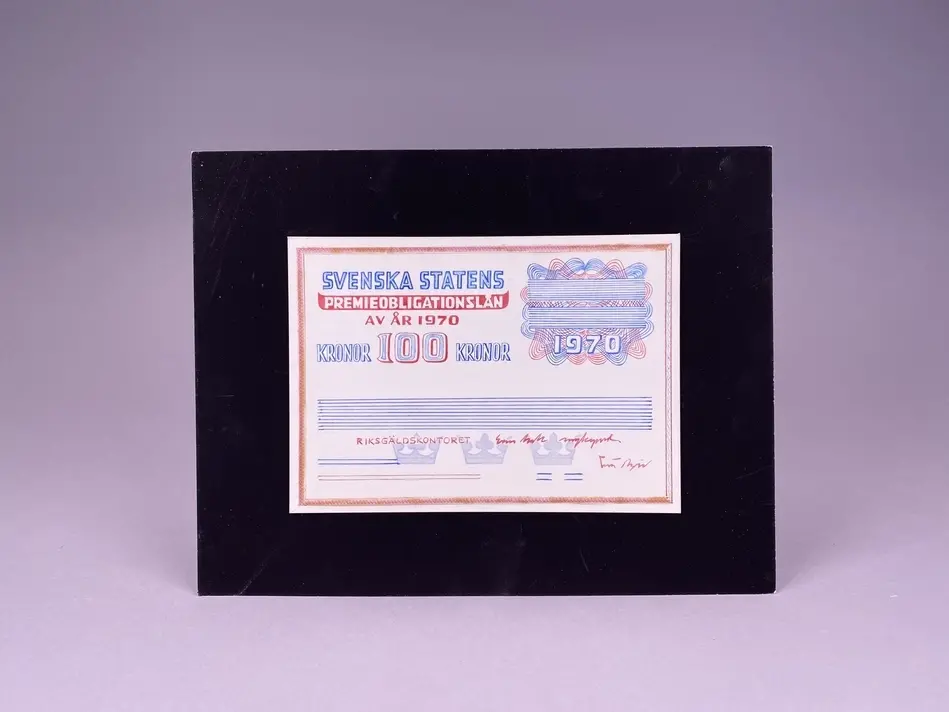 SVENSKA STATENS
PREMIEOBLIGATIONSLÅN
AV ÅR 1970
KRONOR 100 KRONOR
1970
RIKSGÄLDSKONTORET